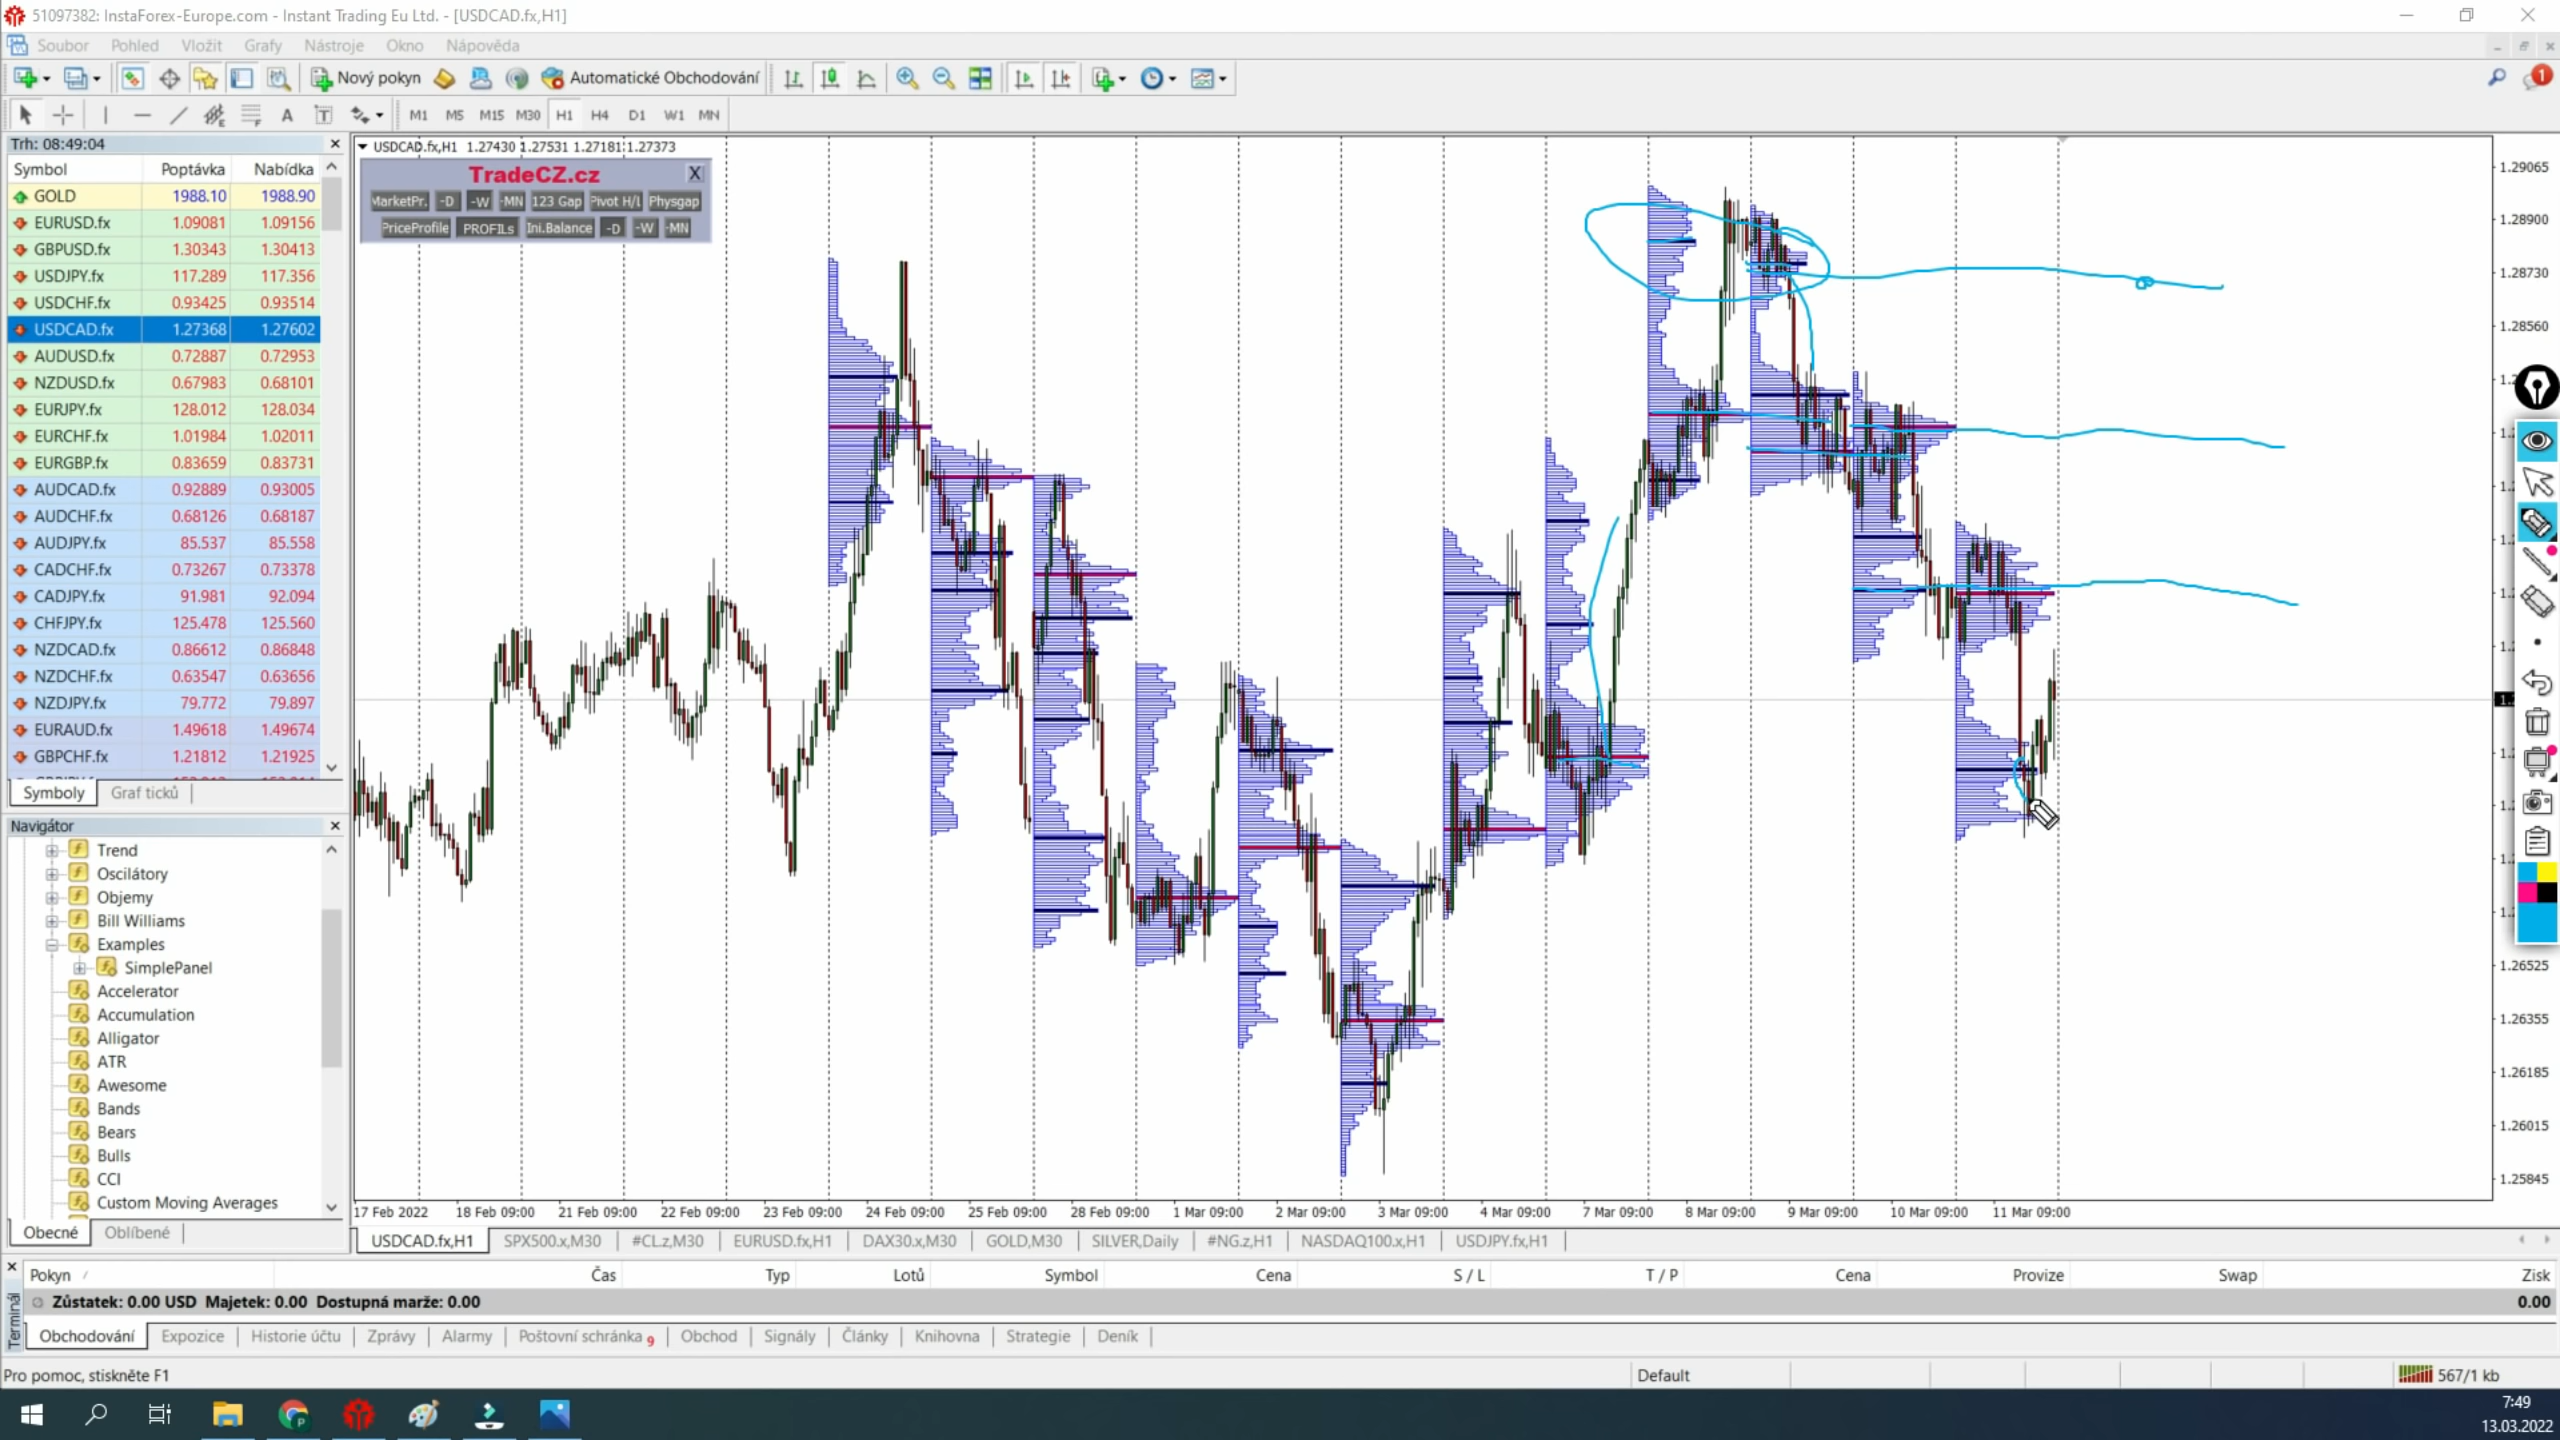 51097382: InstaForex-Europe.com - Instant Trading Eu Ltd. - [USDCAD.fx,H1]
Soubor Pohled Vložit Grafy Nástroje Okno Nápověda
Nový pokyn Automatické Obchodování 1
A T M1 M5 M15 M30 H1 H4 D1 W1 MN
Trh: 08:49:04
Symbol Poptávka Nabídka
GOLD 1988.10 1988.90
EURUSD.fx 1.09081 1.09156
GBPUSD.fx 1.30343 1.30413
USDJPY.fx 117.289 117.356
USDCHF.fx 0.93425 0.93514
USDCAD.fx 1.27368 1.27602
AUDUSD.fx 0.72887 0.72953
NZDUSD.fx 0.67983 0.68101
EURJPY.fx 128.012 128.034
EURCHF.fx 1.01984 1.02011
EURGBP.fx 0.83659 0.83731
AUDCAD.fx 0.92889 0.93005
AUDCHF.fx 0.68126 0.68187
AUDJPY.fx 85.537 85.558
CADCHF.fx 0.73267 0.73378
CADJPY.fx 91.981 92.094
CHFJPY.fx 125.478 125.560
NZDCAD.fx 0.86612 0.86848
NZDCHF.fx 0.63547 0.63656
NZDJPY.fx 79.772 79.897
EURAUD.fx 1.49618 1.49674
GBPCHF.fx 1.21812 1.21925
Symboly Graf ticků
Navigátor
Trend
Oscilátory
Objemy
Bill Williams
Examples
SimplePanel
Accelerator
Accumulation
Alligator
ATR
Awesome
Bands
Bears
Bulls
CCI
Custom Moving Averages
Obecné Oblíbené
USDCAD.fx,H1 1.27430 1.27531 1.27181 1.27373
TradeCZ.cz X
MarketPr. -D -W -MN 123 Gap Pivot H/L Physgap
PriceProfile PROFILs Ini.Balance -D -W -MN
1.29065
1.28900
1.28730
1.28560
1.26525
1.26355
1.26185
1.26015
1.25845
17 Feb 2022 18 Feb 09:00 21 Feb 09:00 22 Feb 09:00 23 Feb 09:00 24 Feb 09:00 25 Feb 09:00 28 Feb 09:00 1 Mar 09:00 2 Mar 09:00 3 Mar 09:00 4 Mar 09:00 7 Mar 09:00 8 Mar 09:00 9 Mar 09:00 10 Mar 09:00 11 Mar 09:00
USDCAD.fx,H1 SPX500.x,M30 #CL.z,M30 EURUSD.fx,H1 DAX30.x,M30 GOLD,M30 SILVER,Daily #NG.z,H1 NASDAQ100.x,H1 USDJPY.fx,H1
Pokyn Čas Typ Lotů Symbol Cena S / L T / P Cena Provize Swap Zisk
Zůstatek: 0.00 USD Majetek: 0.00 Dostupná marže: 0.00 0.00
Terminál
Obchodování Expozice Historie účtu Zprávy Alarmy Poštovní schránka 9 Obchod Signály Články Knihovna Strategie Deník
Pro pomoc, stiskněte F1 Default 567/1 kb
7:49
13.03.2022